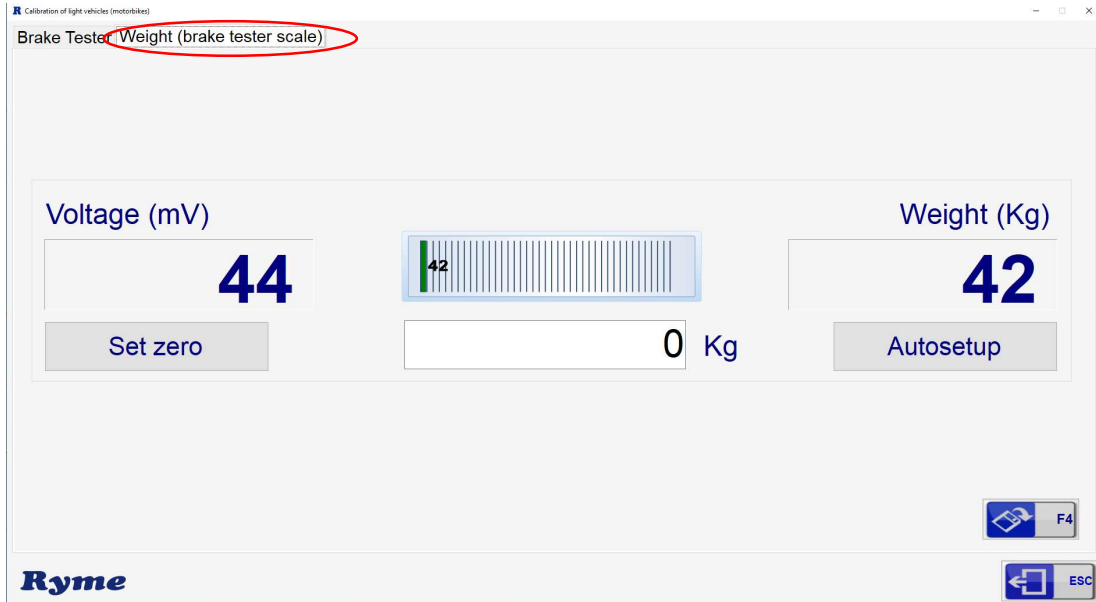 R Calibration of light vehicles (motorbikes)
Brake Tester Weight (brake tester scale)
Voltage (mV)
Weight (Kg)
44
42
42
Set zero
0 Kg
Autosetup
F4
Ryme
ESC